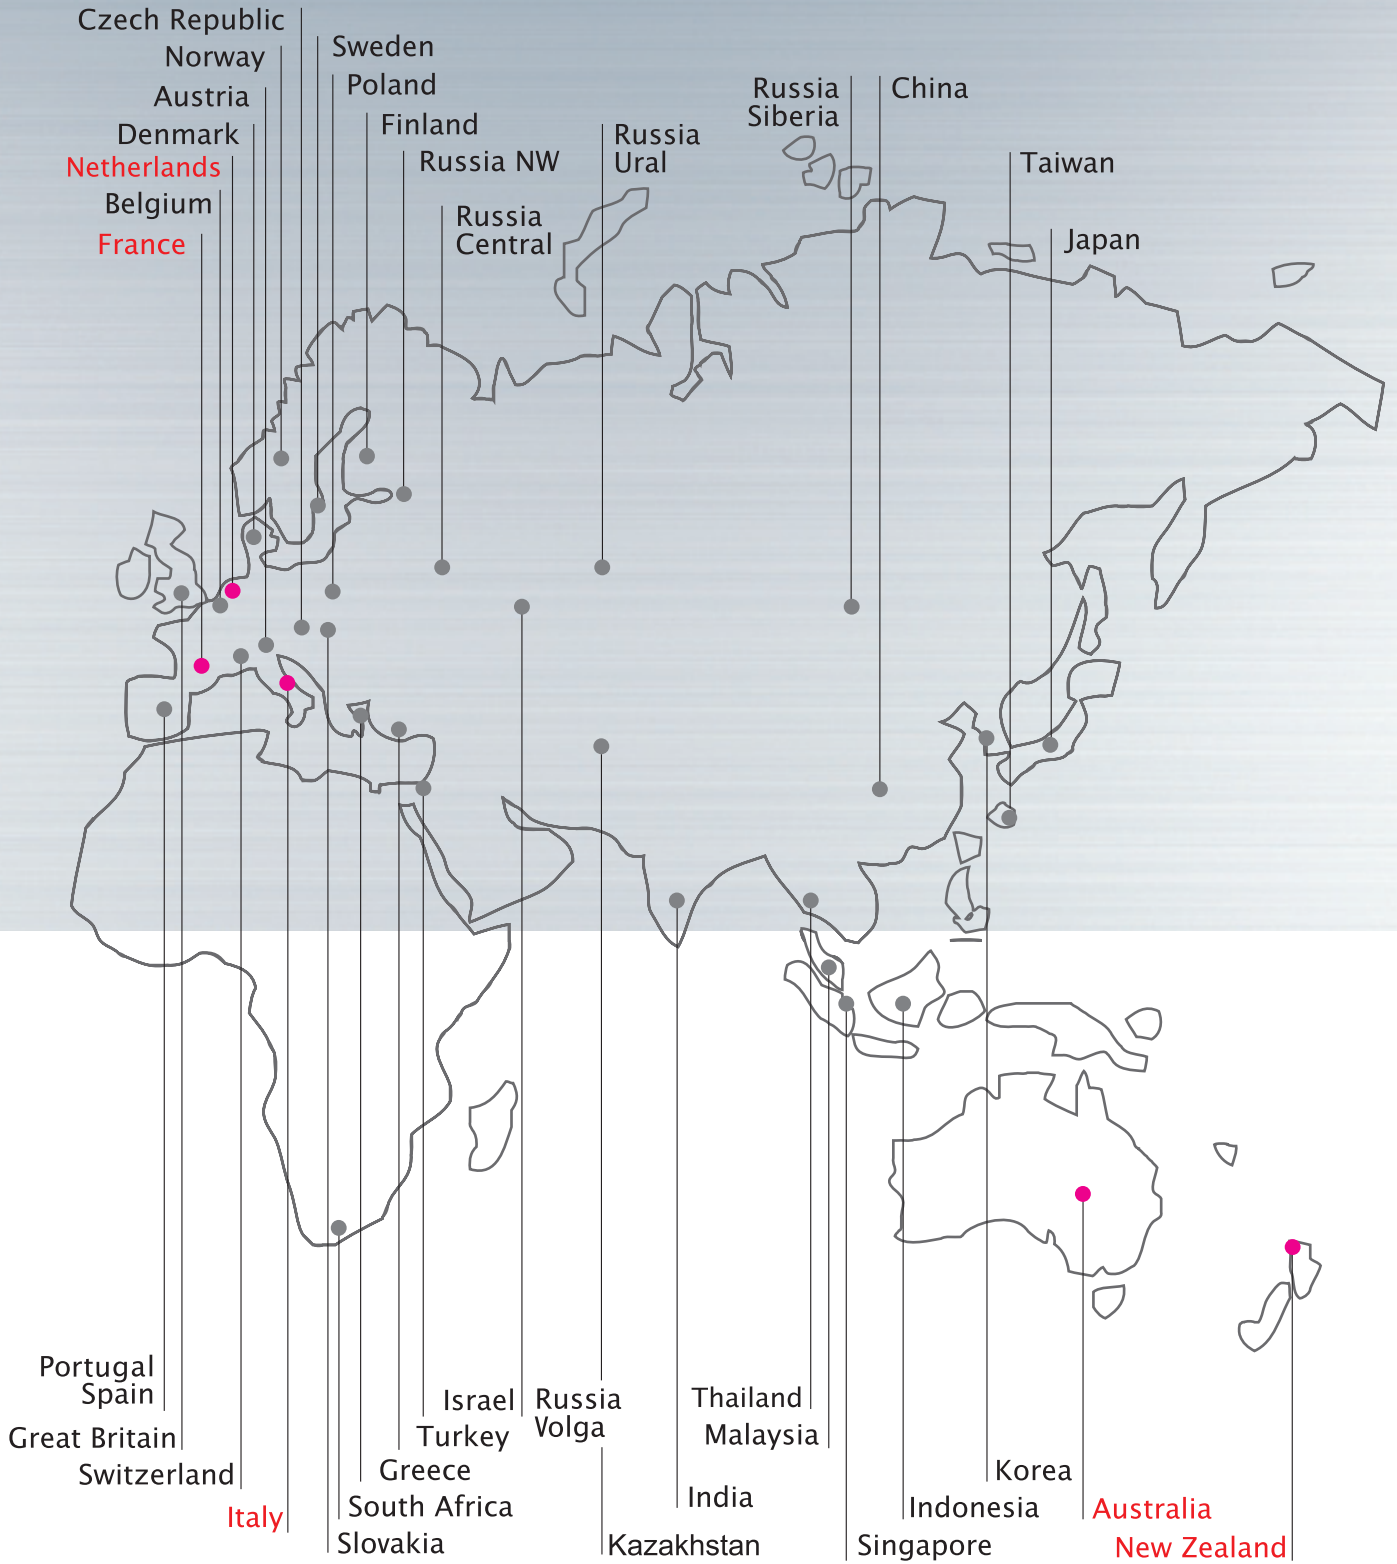 Czech Republic
Norway
Austria
Denmark
Netherlands
Belgium
France
Sweden
Poland
Finland
Russia NW
Russia
Central
Russia
Ural
Russia
Siberia
China
Taiwan
Japan
Portugal
Spain
Great Britain
Switzerland
Italy
Israel
Turkey
Greece
South Africa
Slovakia
Russia
Volga
Kazakhstan
India
Thailand
Malaysia
Singapore
Indonesia
Korea
Australia
New Zealand